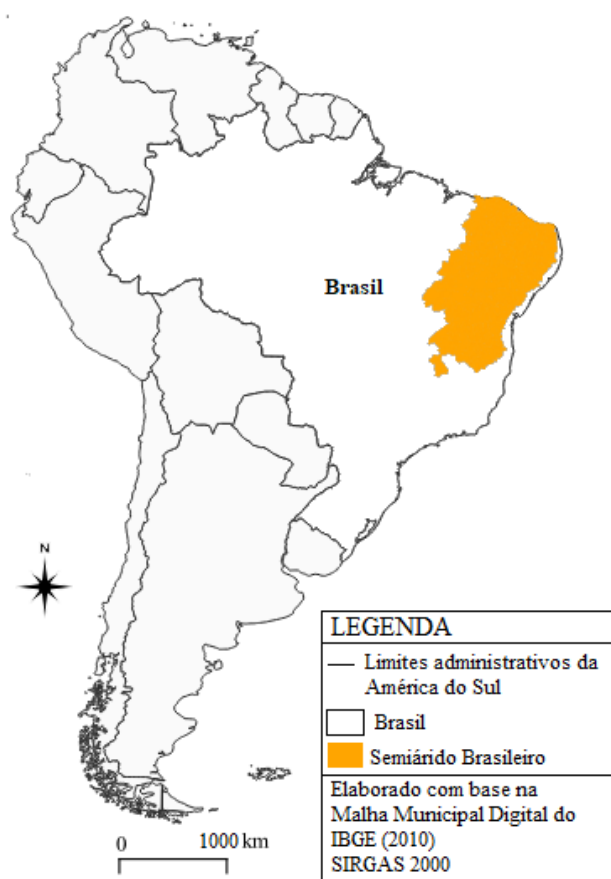 Brasil
N
0 1000 km
LEGENDA
Limites administrativos da
América do Sul
Brasil
Semiárido Brasileiro
Elaborado com base na
Malha Municipal Digital do
IBGE (2010)
SIRGAS 2000